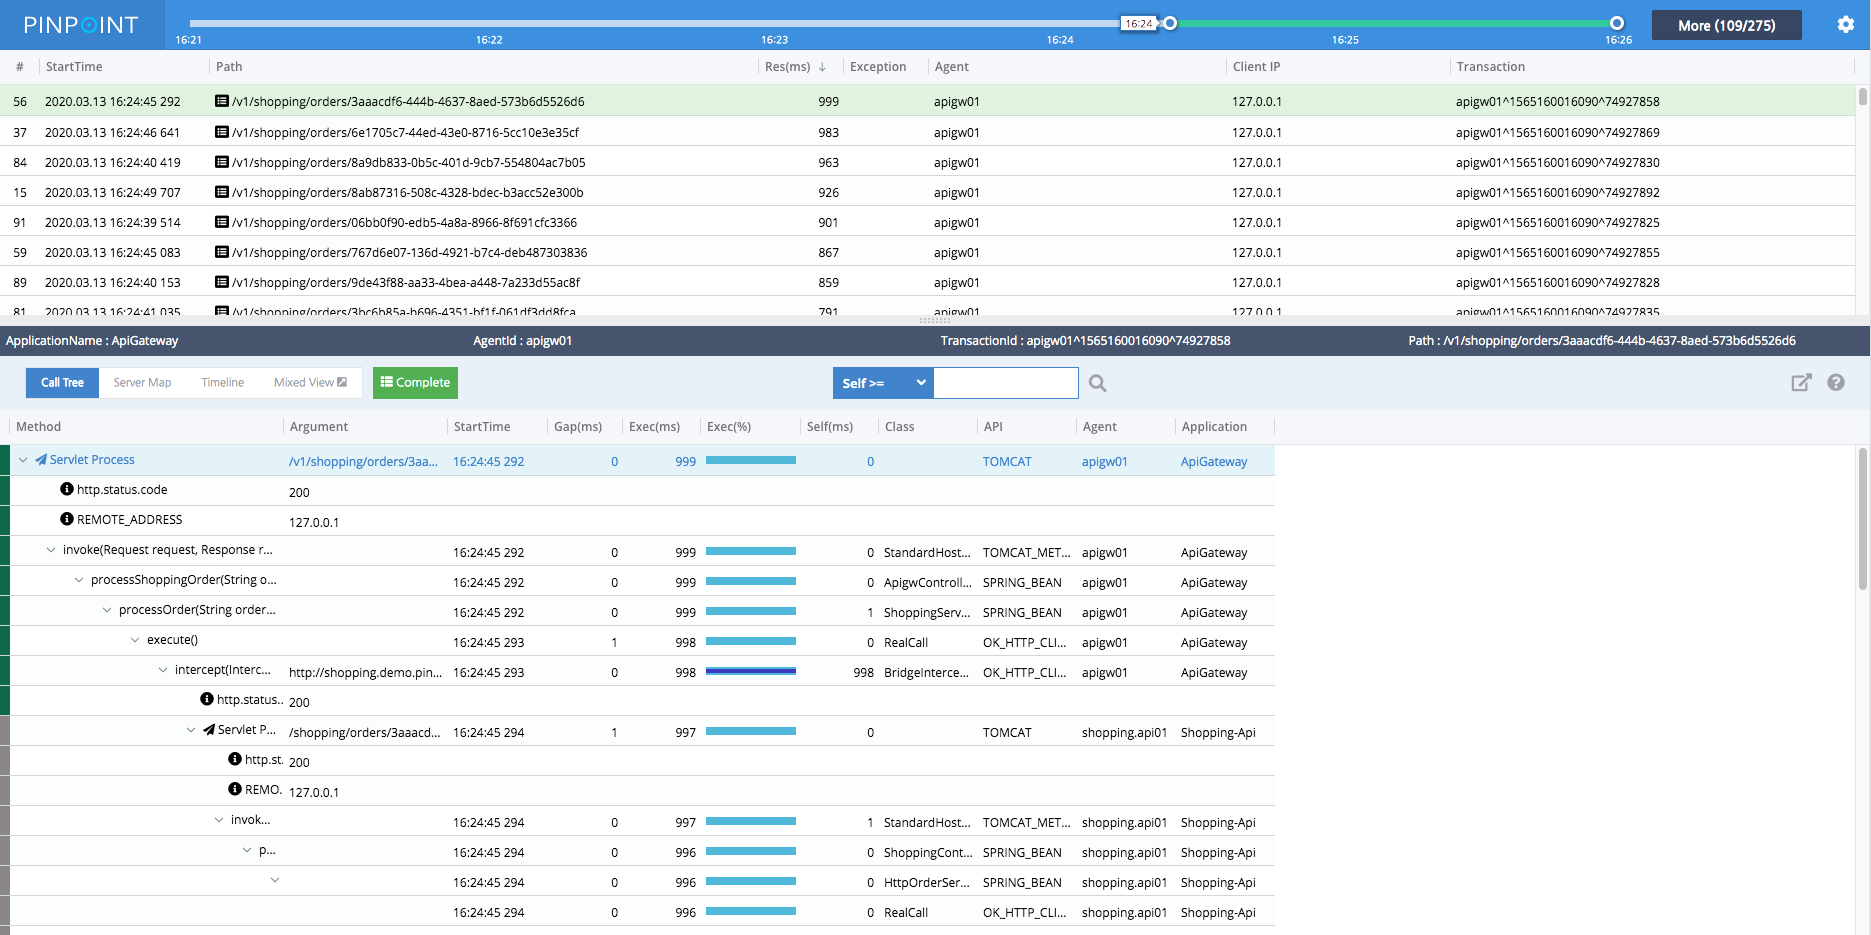 PINPOINT
16:24
More (109/275)
16:21 16:22 16:23 16:24 16:25 16:26
# StartTime Path Res(ms) ↓ Exception Agent Client IP Transaction
56 2020.03.13 16:24:45 292 /v1/shopping/orders/3aaacdf6-444b-4637-8aed-573b6d5526d6 999 apigw01 127.0.0.1 apigw01^1565160016090^74927858
37 2020.03.13 16:24:46 641 /v1/shopping/orders/6e1705c7-44ed-43e0-8716-5cc10e3e35cf 983 apigw01 127.0.0.1 apigw01^1565160016090^74927869
84 2020.03.13 16:24:40 419 /v1/shopping/orders/8a9db833-0b5c-401d-9cb7-554804ac7b05 963 apigw01 127.0.0.1 apigw01^1565160016090^74927830
15 2020.03.13 16:24:49 707 /v1/shopping/orders/8ab87316-508c-4328-bdec-b3acc52e300b 926 apigw01 127.0.0.1 apigw01^1565160016090^74927892
91 2020.03.13 16:24:39 514 /v1/shopping/orders/06bb0f90-edb5-4a8a-8966-8f691cfc3366 901 apigw01 127.0.0.1 apigw01^1565160016090^74927825
59 2020.03.13 16:24:45 083 /v1/shopping/orders/767d6e07-136d-4921-b7c4-deb487303836 867 apigw01 127.0.0.1 apigw01^1565160016090^74927855
89 2020.03.13 16:24:40 153 /v1/shopping/orders/9de43f88-aa33-4bea-a448-7a233d55ac8f 859 apigw01 127.0.0.1 apigw01^1565160016090^74927828
81 2020.03.13 16:24:41 035 /v1/shopping/orders/3bc6b85a-b696-4351-bf1f-061df3dd8fca 791 apigw01 127.0.0.1 apigw01^1565160016090^74927835
ApplicationName : ApiGateway AgentId : apigw01 TransactionId : apigw01^1565160016090^74927858 Path : /v1/shopping/orders/3aaacdf6-444b-4637-8aed-573b6d5526d6
Call Tree Server Map Timeline Mixed View Complete Self >=
Method Argument StartTime Gap(ms) Exec(ms) Exec(%) Self(ms) Class API Agent Application
Servlet Process /v1/shopping/orders/3aa... 16:24:45 292 0 999 0 TOMCAT apigw01 ApiGateway
http.status.code 200
REMOTE_ADDRESS 127.0.0.1
invoke(Request request, Response r... 16:24:45 292 0 999 0 StandardHost... TOMCAT_MET... apigw01 ApiGateway
processShoppingOrder(String o... 16:24:45 292 0 999 0 ApigwControll... SPRING_BEAN apigw01 ApiGateway
processOrder(String order... 16:24:45 292 0 999 1 ShoppingServ... SPRING_BEAN apigw01 ApiGateway
execute() 16:24:45 293 1 998 0 RealCall OK_HTTP_CLI... apigw01 ApiGateway
intercept(Interc... http://shopping.demo.pin... 16:24:45 293 0 998 998 BridgeInterce... OK_HTTP_CLI... apigw01 ApiGateway
http.status.. 200
Servlet P... /shopping/orders/3aaacd... 16:24:45 294 1 997 0 TOMCAT shopping.api01 Shopping-Api
http.st. 200
REMO. 127.0.0.1
invok... 16:24:45 294 0 997 1 StandardHost... TOMCAT_MET... shopping.api01 Shopping-Api
p... 16:24:45 294 0 996 0 ShoppingCont... SPRING_BEAN shopping.api01 Shopping-Api
16:24:45 294 0 996 0 HttpOrderSer... SPRING_BEAN shopping.api01 Shopping-Api
16:24:45 294 0 996 0 RealCall OK_HTTP_CLI... shopping.api01 Shopping-Api